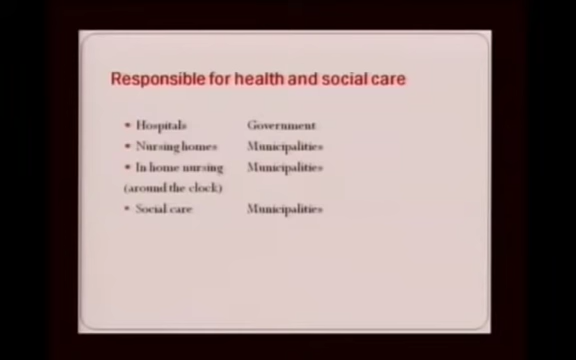 Responsible for health and social care
• Hospitals Government
• Nursing homes Municipalities
• In home nursing Municipalities
(around the clock)
• Social care Municipalities